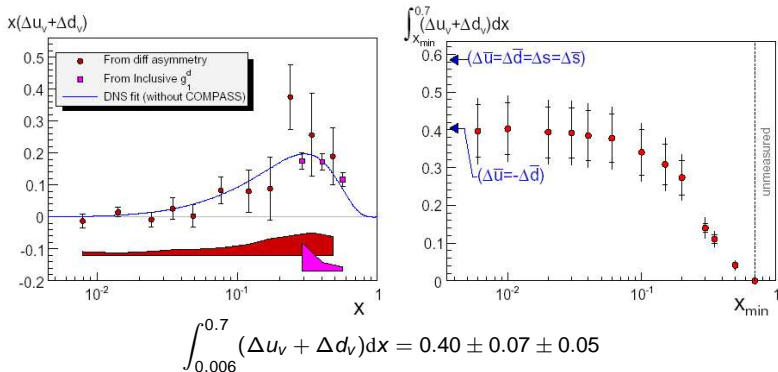 x(Δu_v+Δd_v)
0.5
0.4
0.3
0.2
0.1
0
-0.1
-0.2
From diff asymmetry
From Inclusive g_1^d
DNS fit (without COMPASS)
10^-2
10^-1
1
x
∫_{x_min}^{0.7}(Δu_v+Δd_v)dx
0.6
0.5
0.4
0.3
0.2
0.1
0
(Δū=Δd̄=Δs=Δs̄)
(Δū=-Δd̄)
unmeasured
10^-2
10^-1
1
x_min
∫_{0.006}^{0.7} (Δu_v + Δd_v)dx = 0.40 ± 0.07 ± 0.05